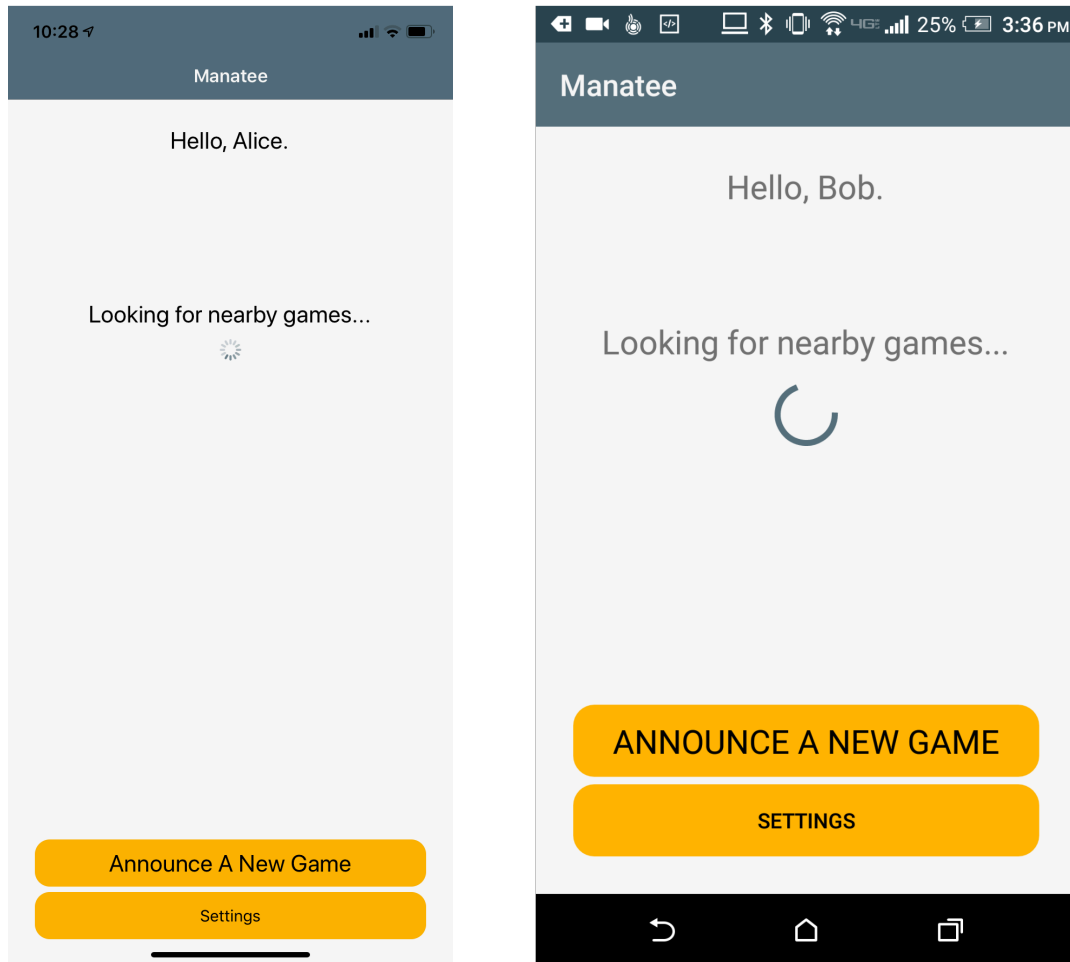 10:28
Manatee
Hello, Alice.
Looking for nearby games...
Announce A New Game
Settings
4G 25% 3:36 PM
Manatee
Hello, Bob.
Looking for nearby games...
ANNOUNCE A NEW GAME
SETTINGS